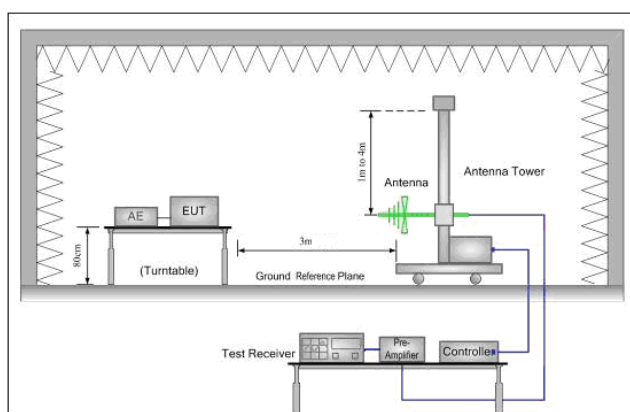 1m to 4m
Antenna
Antenna Tower
AE
EUT
80cm
(Turntable)
3m
Ground Reference Plane
Test Receiver
Pre-
Amplifier
Controller